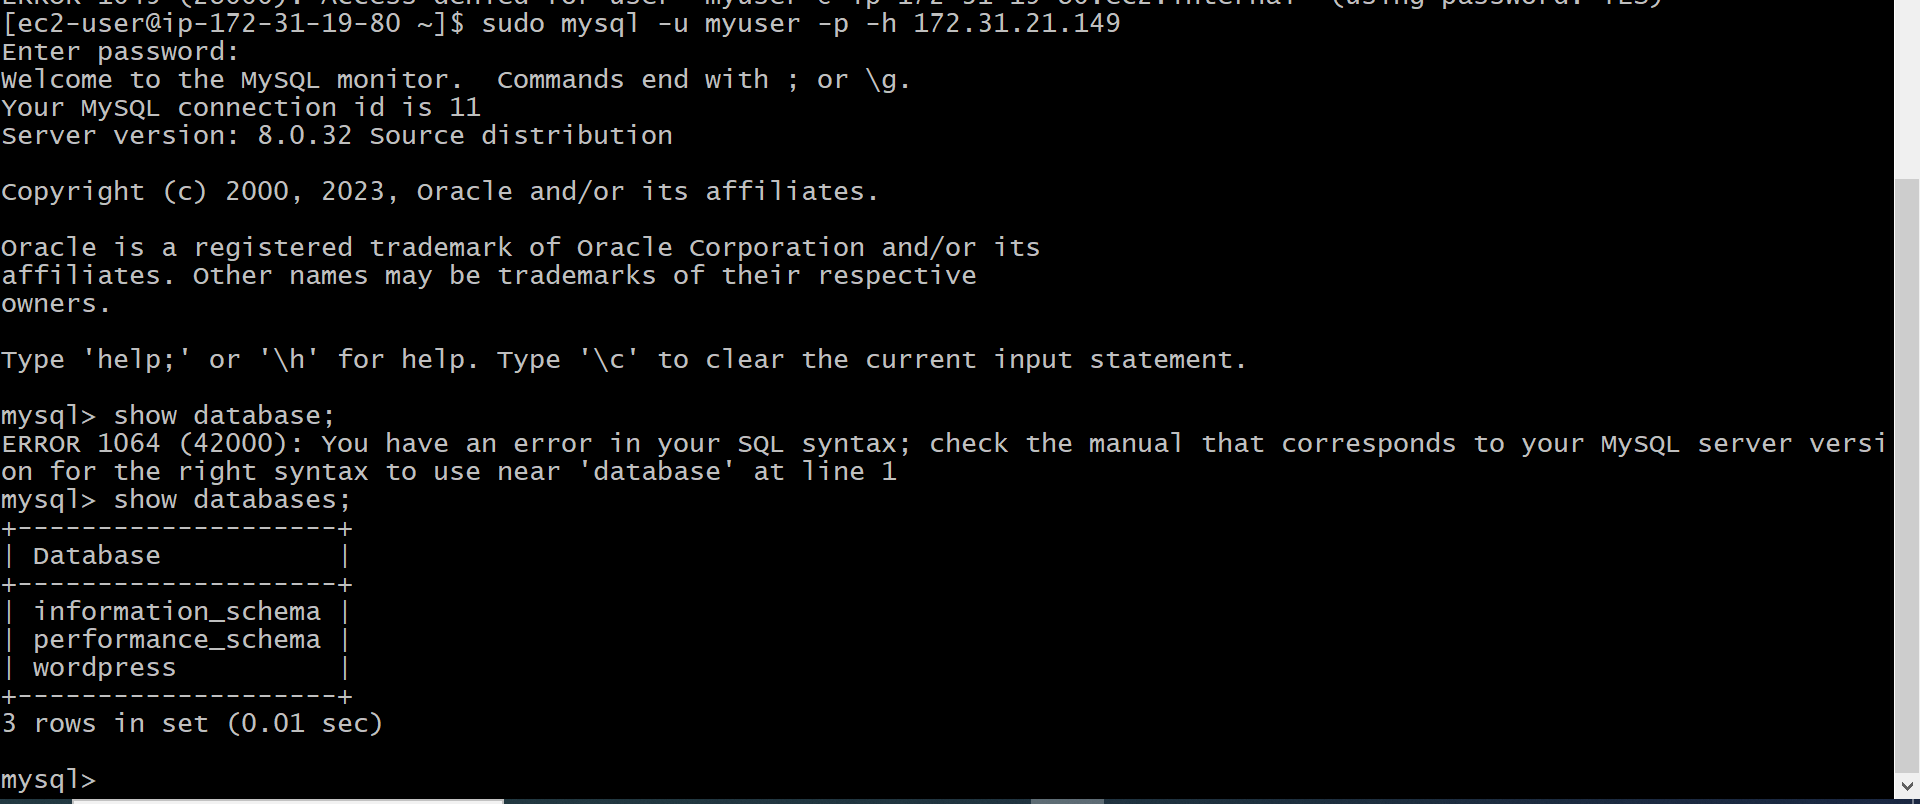 [ec2-user@ip-172-31-19-80 ~]$ sudo mysql -u myuser -p -h 172.31.21.149
Enter password:
Welcome to the MySQL monitor.  Commands end with ; or \g.
Your MySQL connection id is 11
Server version: 8.0.32 Source distribution

Copyright (c) 2000, 2023, Oracle and/or its affiliates.

Oracle is a registered trademark of Oracle Corporation and/or its
affiliates. Other names may be trademarks of their respective
owners.

Type 'help;' or '\h' for help. Type '\c' to clear the current input statement.

mysql> show database;
ERROR 1064 (42000): You have an error in your SQL syntax; check the manual that corresponds to your MySQL server versi
on for the right syntax to use near 'database' at line 1
mysql> show databases;
+--------------------+
| Database           |
+--------------------+
| information_schema |
| performance_schema |
| wordpress          |
+--------------------+
3 rows in set (0.01 sec)

mysql>